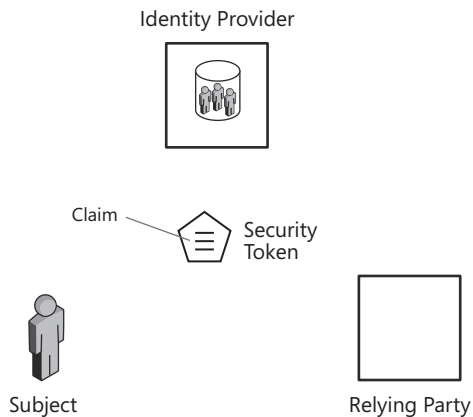 Identity Provider
Claim
Security
Token
Subject
Relying Party